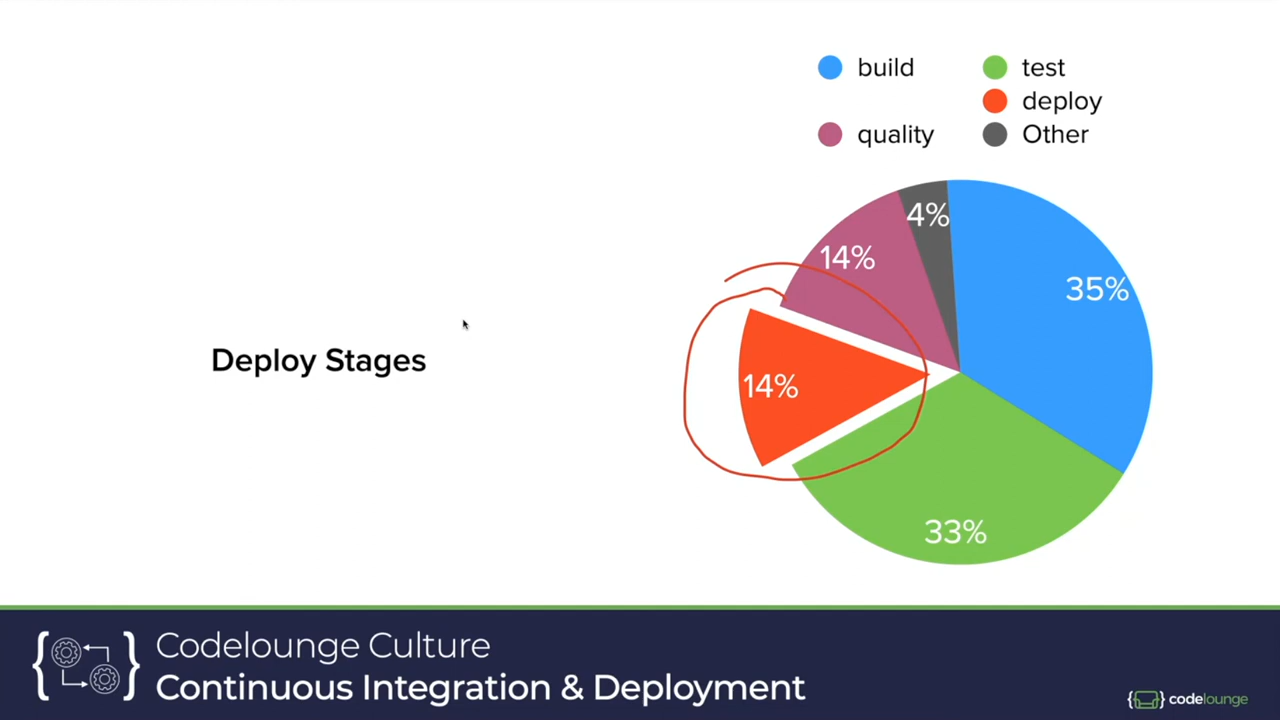 build
test
deploy
quality
Other
4%
14%
35%
Deploy Stages
14%
33%
Codelounge Culture
Continuous Integration & Deployment
{ } codelounge